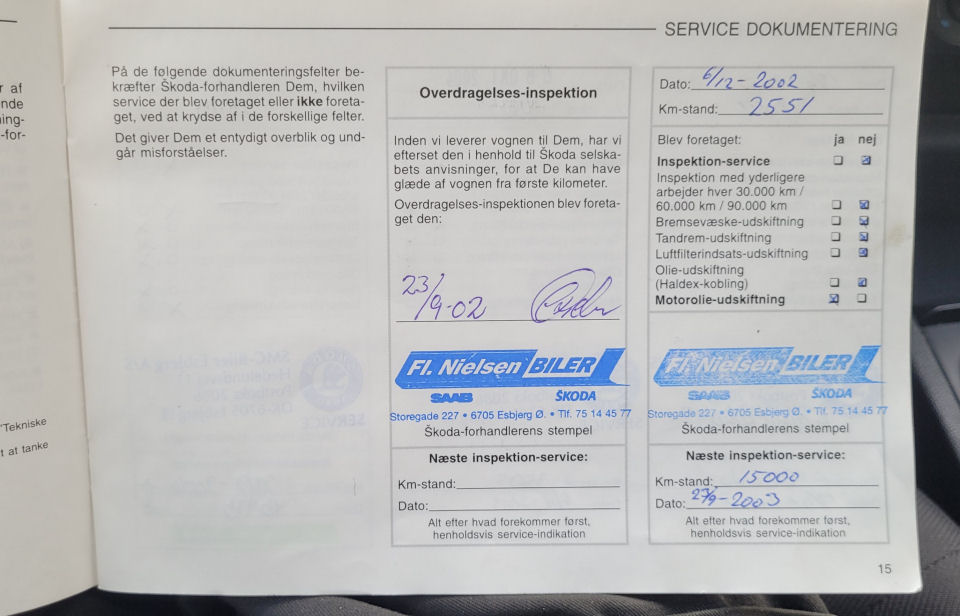 SERVICE DOKUMENTERING
r af
nde
ning-
-for-
"Tekniske
t at tanke
På de følgende dokumenteringsfelter be-
kræfter Škoda-forhandleren Dem, hvilken
service der blev foretaget eller ikke foreta-
get, ved at krydse af i de forskellige felter.
Det giver Dem et entydigt overblik og und-
går misforståelser.
Overdragelses-inspektion
Inden vi leverer vognen til Dem, har vi
efterset den i henhold til Škoda selska-
bets anvisninger, for at De kan have
glæde af vognen fra første kilometer.
Overdragelses-inspektionen blev foreta-
get den:
23/9-02
Fl. Nielsen BILER
SAAB ŠKODA
Storegade 227 • 6705 Esbjerg Ø. • Tlf. 75 14 45 77
Škoda-forhandlerens stempel
Næste inspektion-service:
Km-stand:
Dato:
Alt efter hvad forekommer først,
henholdsvis service-indikation
Dato: 6/12-2002
Km-stand: 2551
Blev foretaget: ja nej
Inspektion-service
Inspektion med yderligere
arbejder hver 30.000 km /
60.000 km / 90.000 km
Bremsevæske-udskiftning
Tandrem-udskiftning
Luftfilterindsats-udskiftning
Olie-udskiftning
(Haldex-kobling)
Motorolie-udskiftning
Fl. Nielsen BILER
SAAB ŠKODA
Storegade 227 • 6705 Esbjerg Ø. • Tlf. 75 14 45 77
Škoda-forhandlerens stempel
Næste inspektion-service:
Km-stand: 15000
Dato: 27/9-2003
Alt efter hvad forekommer først,
henholdsvis service-indikation
15